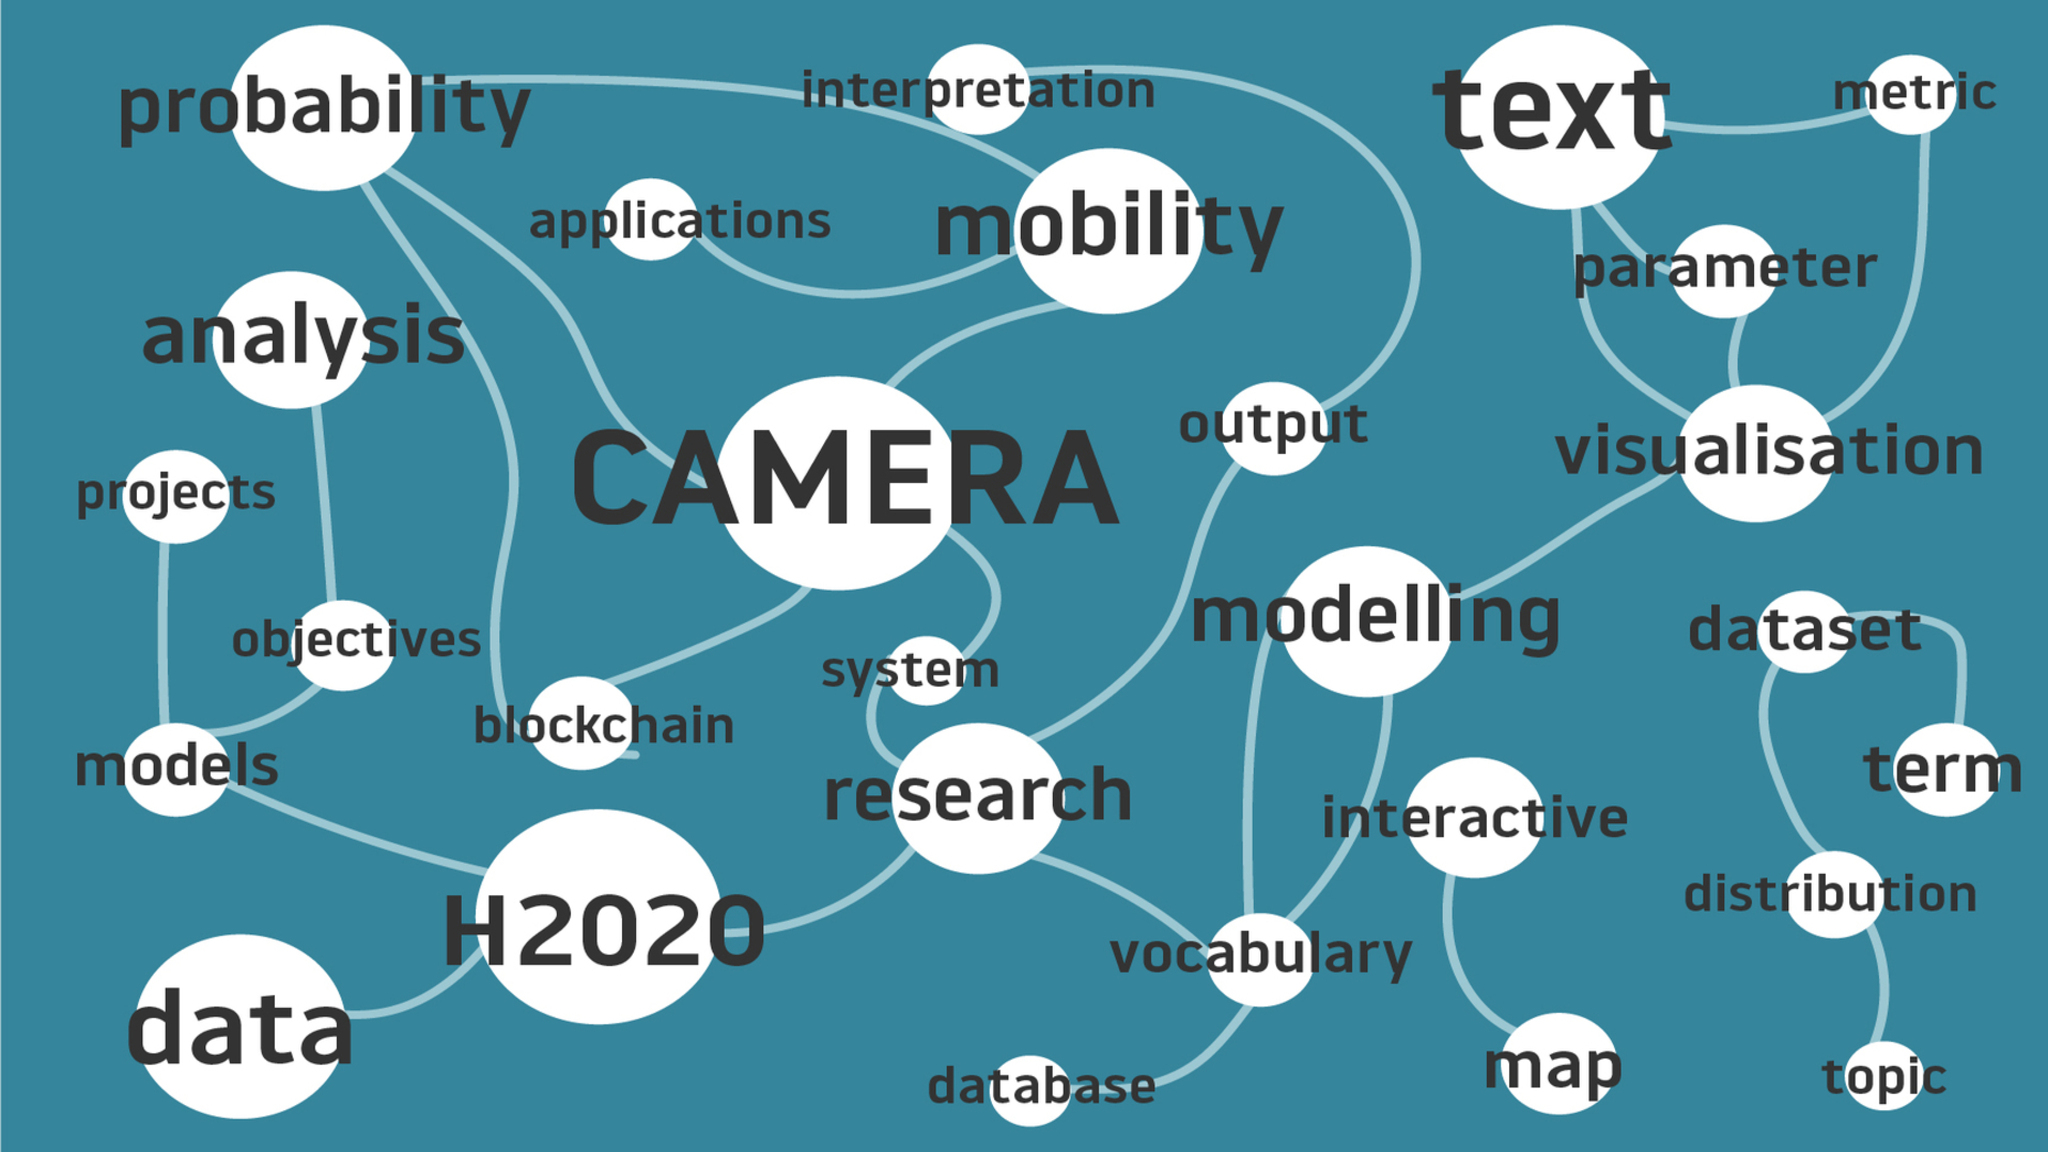 probability
interpretation
text
metric
applications
mobility
parameter
analysis
CAMERA
output
visualisation
projects
modelling
objectives
system
dataset
blockchain
models
research
interactive
term
H2020
vocabulary
distribution
data
database
map
topic